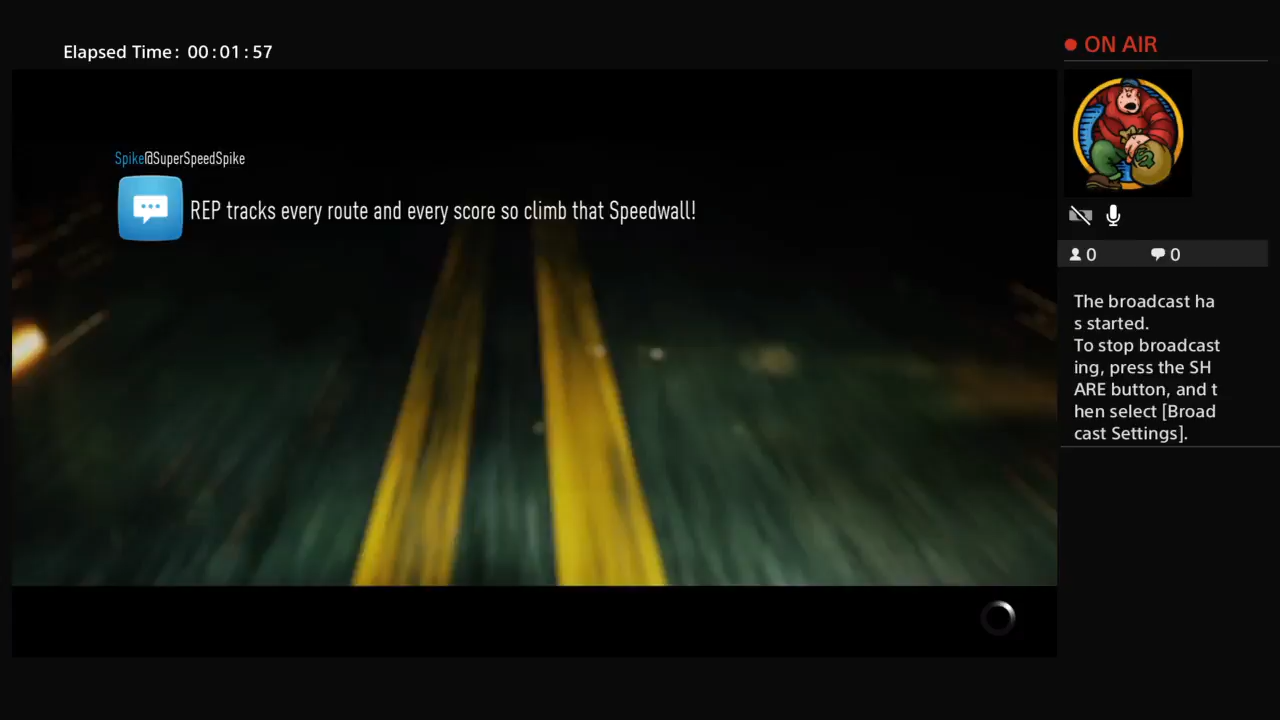 Elapsed Time: 00:01:57
ON AIR
Spike@SuperSpeedSpike
REP tracks every route and every score so climb that Speedwall!
0 0
The broadcast ha
s started.
To stop broadcast
ing, press the SH
ARE button, and t
hen select [Broad
cast Settings].